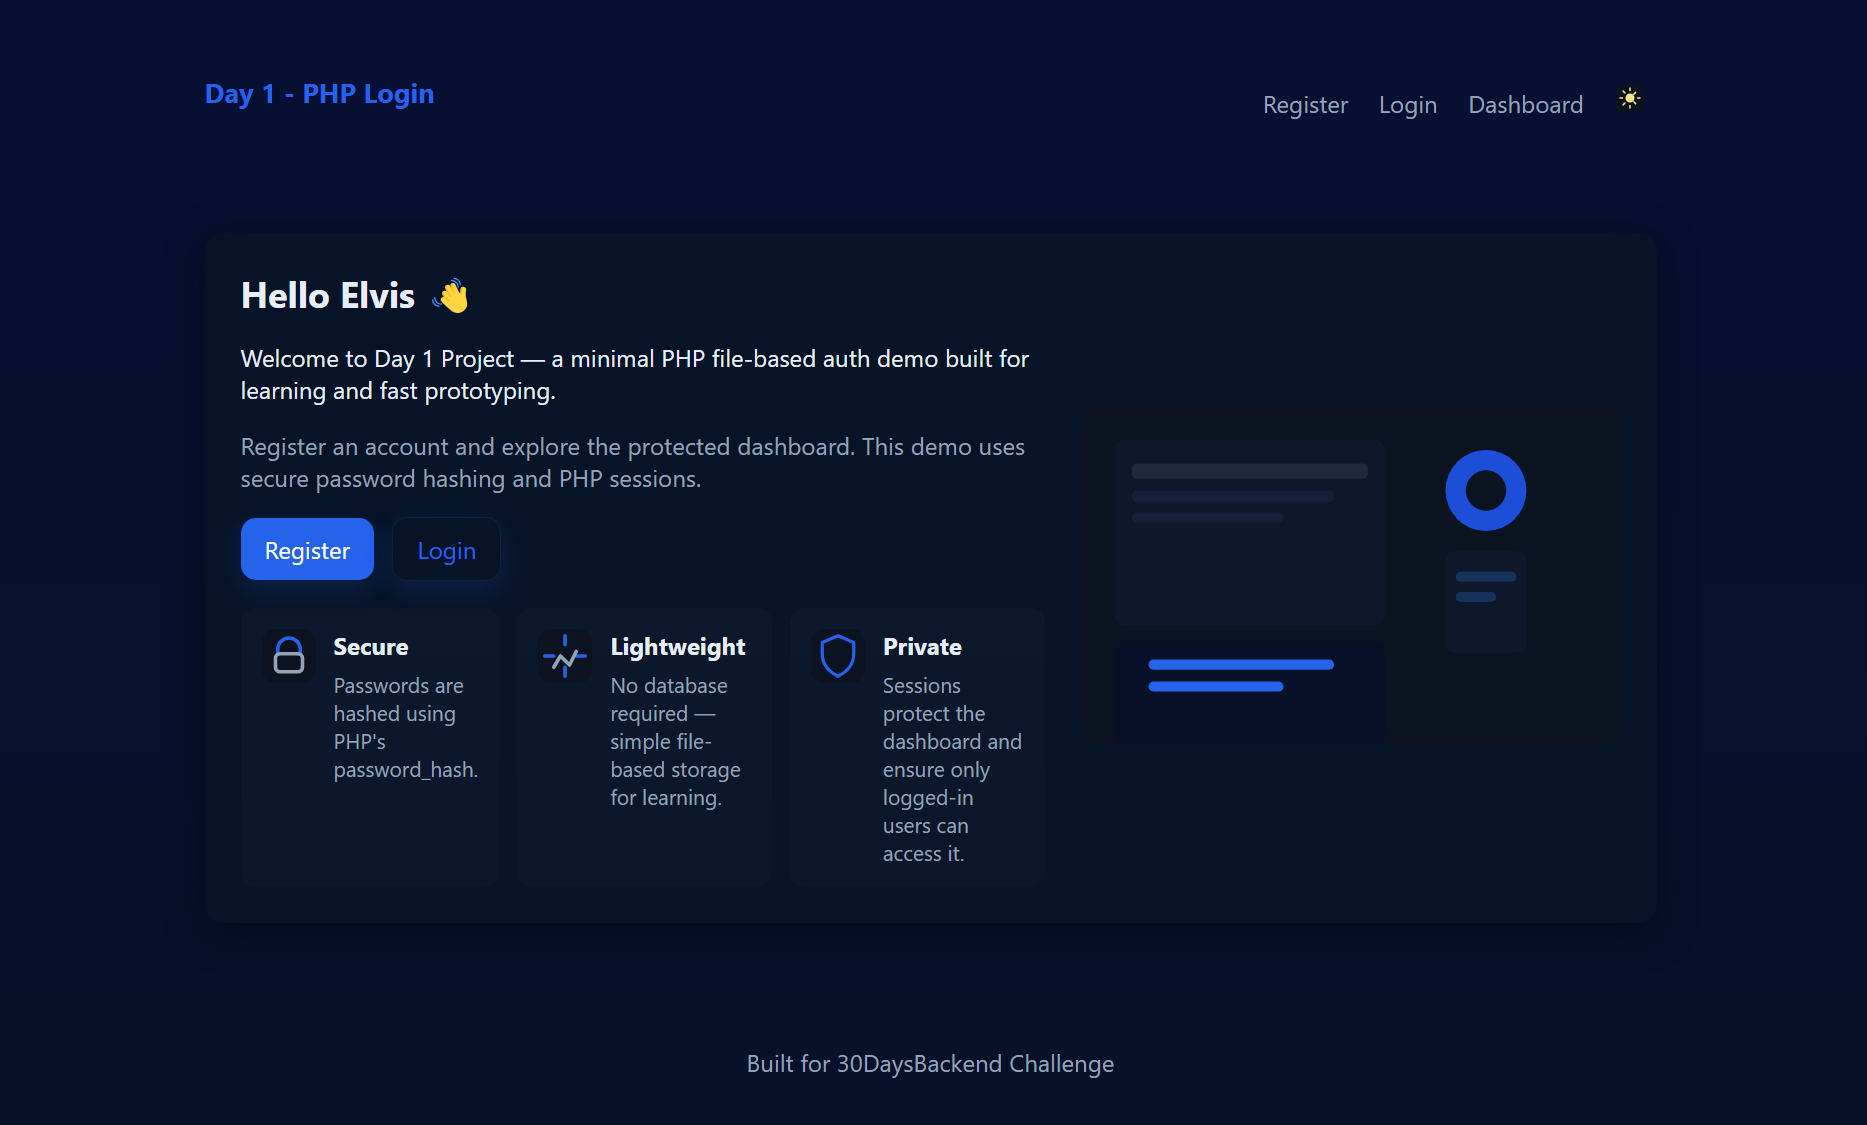 Day 1 - PHP Login
Register
Login
Dashboard
Hello Elvis 👋
Welcome to Day 1 Project — a minimal PHP file-based auth demo built for
learning and fast prototyping.
Register an account and explore the protected dashboard. This demo uses
secure password hashing and PHP sessions.
Register
Login
Secure
Passwords are
hashed using
PHP's
password_hash.
Lightweight
No database
required —
simple file-
based storage
for learning.
Private
Sessions
protect the
dashboard and
ensure only
logged-in
users can
access it.
Built for 30DaysBackend Challenge